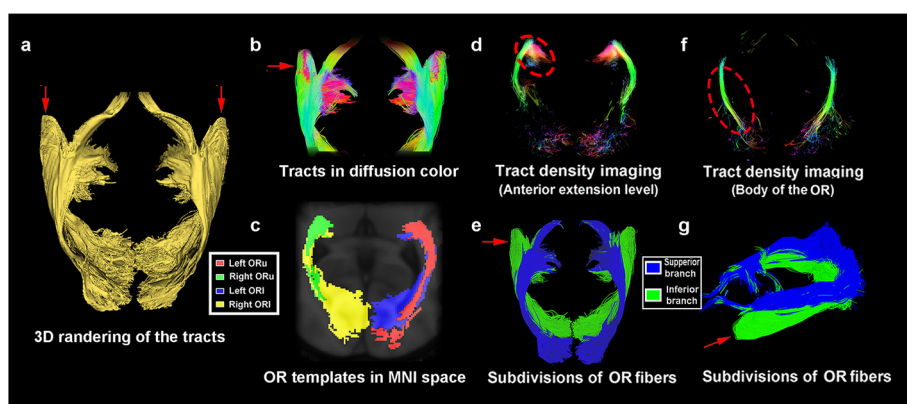 a
3D randering of the tracts
b
Tracts in diffusion color
Left ORu
Right ORu
Left ORl
Right ORl
c
OR templates in MNI space
d
Tract density imaging
(Anterior extension level)
e
Supperior
branch
Inferior
branch
Subdivisions of OR fibers
f
Tract density imaging
(Body of the OR)
g
Subdivisions of OR fibers